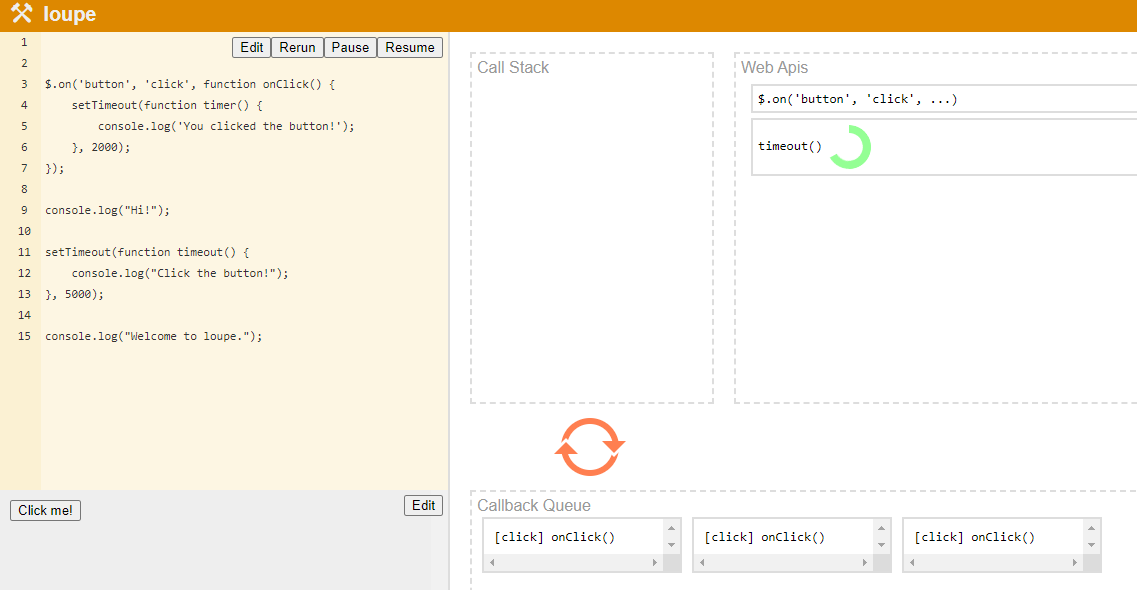 loupe
Edit Rerun Pause Resume
1
2
3 $.on('button', 'click', function onClick() {
4     setTimeout(function timer() {
5         console.log('You clicked the button!');
6     }, 2000);
7 });
8
9 console.log("Hi!");
10
11 setTimeout(function timeout() {
12     console.log("Click the button!");
13 }, 5000);
14
15 console.log("Welcome to loupe.");
Click me!
Edit
Call Stack
Web Apis
$.on('button', 'click', ...)
timeout()
Callback Queue
[click] onClick() [click] onClick() [click] onClick()